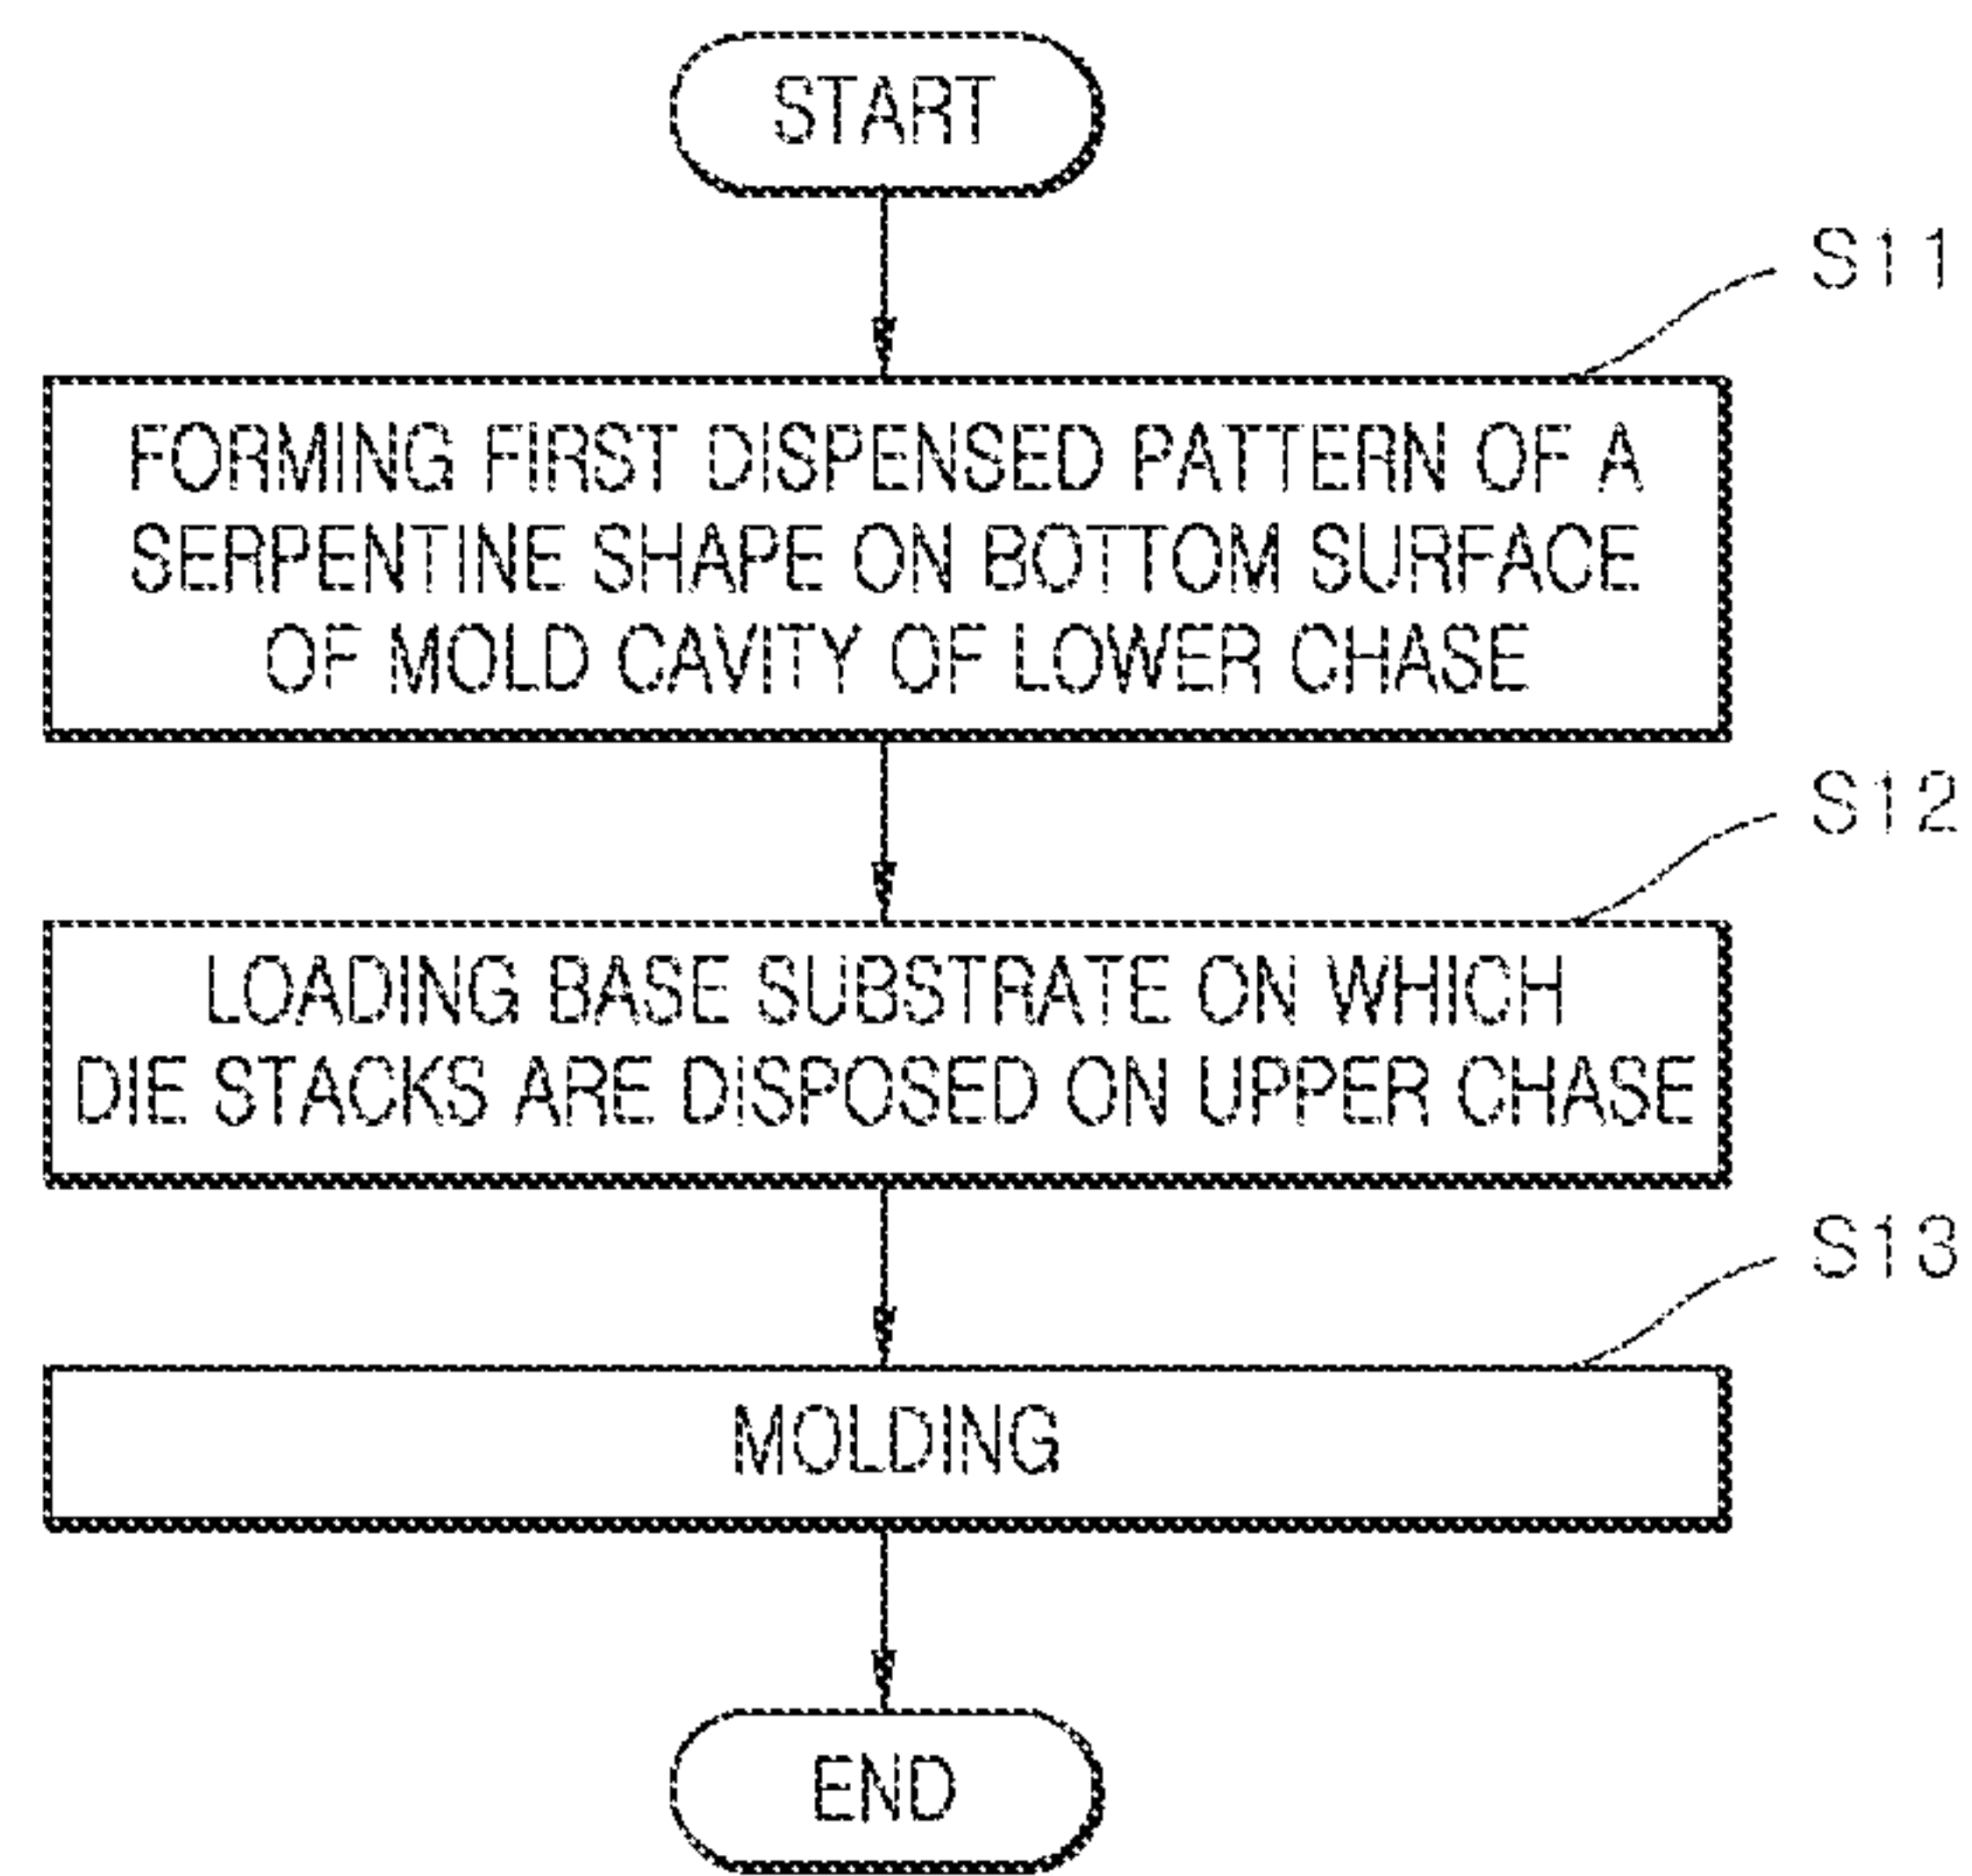 START
S11
FORMING FIRST DISPENSED PATTERN OF A
SERPENTINE SHAPE ON BOTTOM SURFACE
OF MOLD CAVITY OF LOWER CHASE
S12
LOADING BASE SUBSTRATE ON WHICH
DIE STACKS ARE DISPOSED ON UPPER CHASE
S13
MOLDING
END